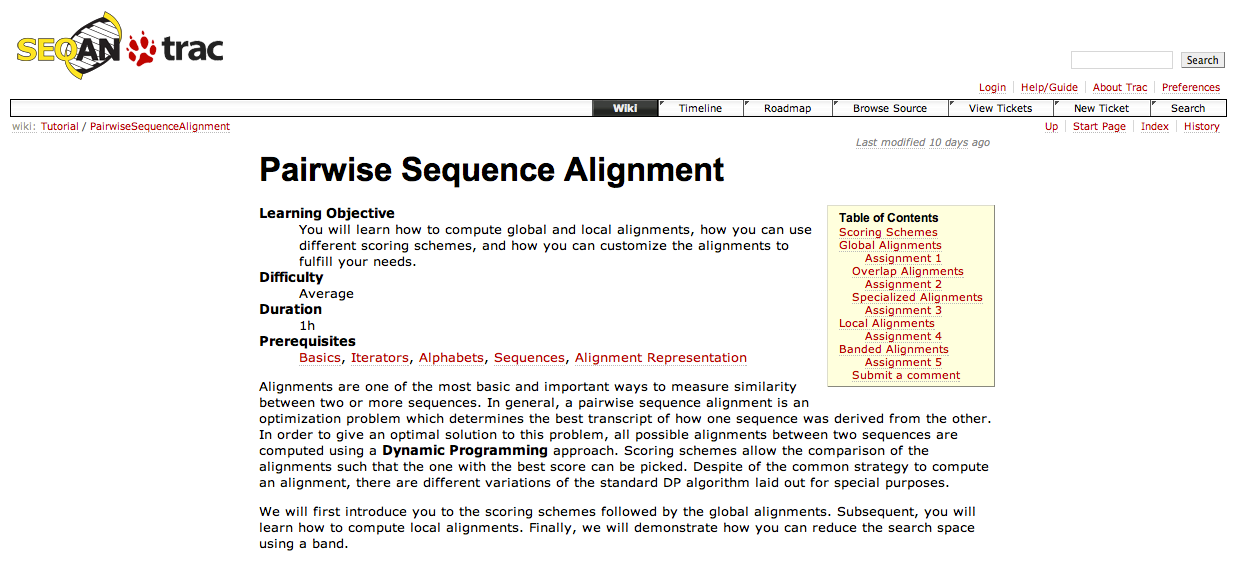 SEQAN trac
Search
Login Help/Guide About Trac Preferences
Wiki Timeline Roadmap Browse Source View Tickets New Ticket Search
wiki: Tutorial / PairwiseSequenceAlignment
Up Start Page Index History
Last modified 10 days ago
Pairwise Sequence Alignment
Learning Objective
You will learn how to compute global and local alignments, how you can use
different scoring schemes, and how you can customize the alignments to
fulfill your needs.
Difficulty
Average
Duration
1h
Prerequisites
Basics, Iterators, Alphabets, Sequences, Alignment Representation
Table of Contents
Scoring Schemes
Global Alignments
Assignment 1
Overlap Alignments
Assignment 2
Specialized Alignments
Assignment 3
Local Alignments
Assignment 4
Banded Alignments
Assignment 5
Submit a comment
Alignments are one of the most basic and important ways to measure similarity
between two or more sequences. In general, a pairwise sequence alignment is an
optimization problem which determines the best transcript of how one sequence was derived from the other.
In order to give an optimal solution to this problem, all possible alignments between two sequences are
computed using a Dynamic Programming approach. Scoring schemes allow the comparison of the
alignments such that the one with the best score can be picked. Despite of the common strategy to compute
an alignment, there are different variations of the standard DP algorithm laid out for special purposes.
We will first introduce you to the scoring schemes followed by the global alignments. Subsequent, you will
learn how to compute local alignments. Finally, we will demonstrate how you can reduce the search space
using a band.